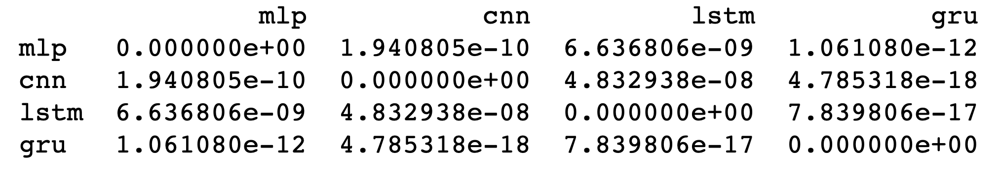 mlp cnn lstm gru
mlp 0.000000e+00 1.940805e-10 6.636806e-09 1.061080e-12
cnn 1.940805e-10 0.000000e+00 4.832938e-08 4.785318e-18
lstm 6.636806e-09 4.832938e-08 0.000000e+00 7.839806e-17
gru 1.061080e-12 4.785318e-18 7.839806e-17 0.000000e+00